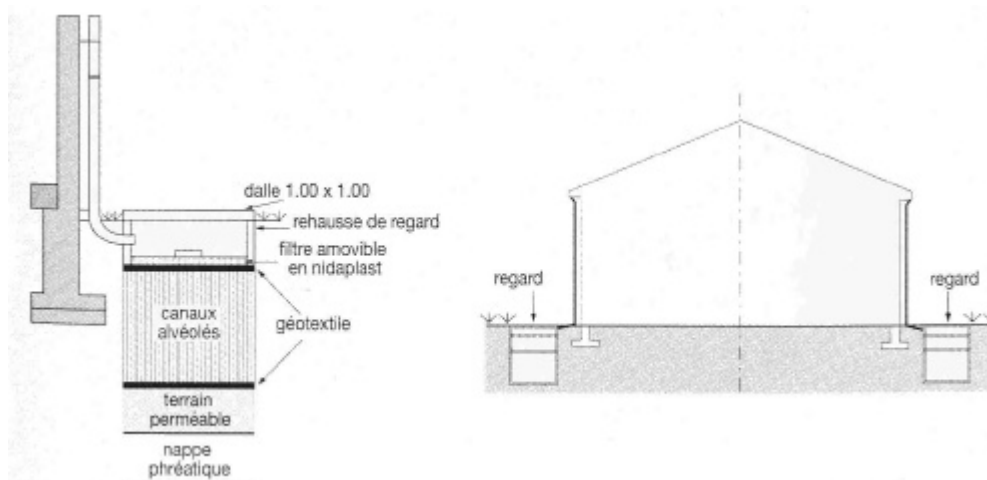 dalle 1.00 x 1.00
rehausse de regard
filtre amovible
en nidaplast
canaux
alvéolés
géotextile
terrain
perméable
nappe
phréatique
regard
regard